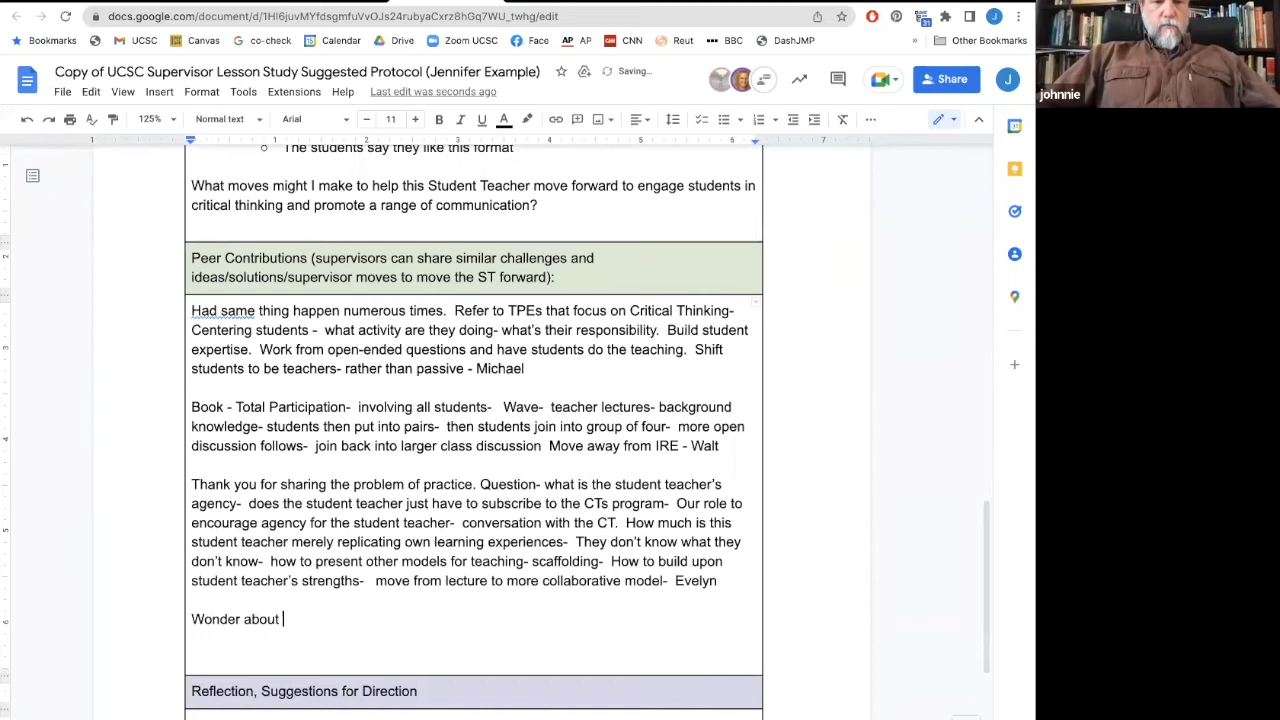 docs.google.com/document/d/1Hl6juvMYfdsgmfuVvOJs24rubyaCxrz8hGq7WU_twhg/edit
Bookmarks UCSC Canvas co-check Calendar Drive Zoom UCSC Face AP AP CNN Reut BBC DashJMP » Other Bookmarks
Copy of UCSC Supervisor Lesson Study Suggested Protocol (Jennifer Example) Saving... Share J
File Edit View Insert Format Tools Extensions Help Last edit was seconds ago
125% Normal text Arial 11 B I U A
1 1 2 3 4 5 6 7
johnnie
The students say they like this format
What moves might I make to help this Student Teacher move forward to engage students in
critical thinking and promote a range of communication?
Peer Contributions (supervisors can share similar challenges and
ideas/solutions/supervisor moves to move the ST forward):
Had same thing happen numerous times. Refer to TPEs that focus on Critical Thinking-
Centering students - what activity are they doing- what's their responsibility. Build student
expertise. Work from open-ended questions and have students do the teaching. Shift
students to be teachers- rather than passive - Michael
Book - Total Participation- involving all students- Wave- teacher lectures- background
knowledge- students then put into pairs- then students join into group of four- more open
discussion follows- join back into larger class discussion Move away from IRE - Walt
Thank you for sharing the problem of practice. Question- what is the student teacher's
agency- does the student teacher just have to subscribe to the CTs program- Our role to
encourage agency for the student teacher- conversation with the CT. How much is this
student teacher merely replicating own learning experiences- They don't know what they
don't know- how to present other models for teaching- scaffolding- How to build upon
student teacher's strengths- move from lecture to more collaborative model- Evelyn
Wonder about
Reflection, Suggestions for Direction